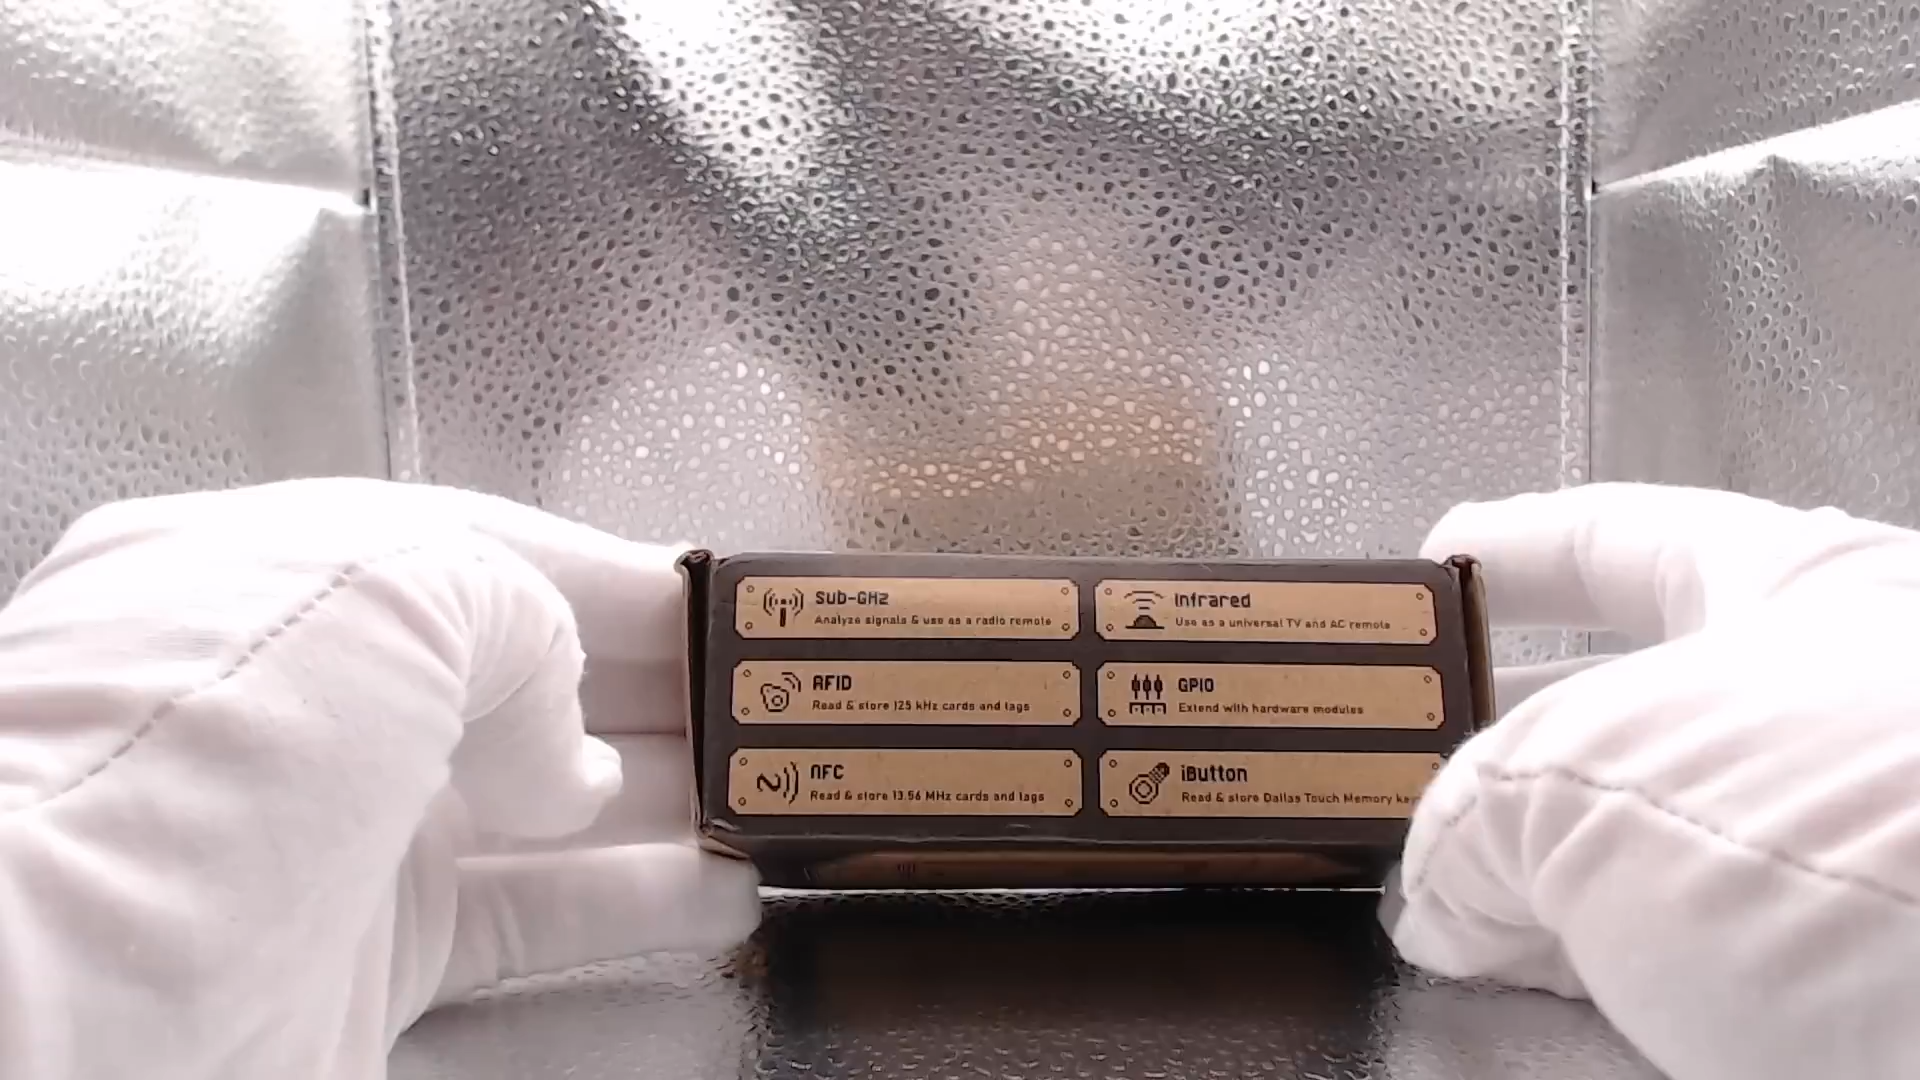 Sub-GHz
Analyze signals & use as a radio remote
Infrared
Use as a universal TV and AC remote
RFID
Read & store 125 kHz cards and tags
GPIO
Extend with hardware modules
NFC
Read & store 13.56 MHz cards and tags
iButton
Read & store Dallas Touch Memory